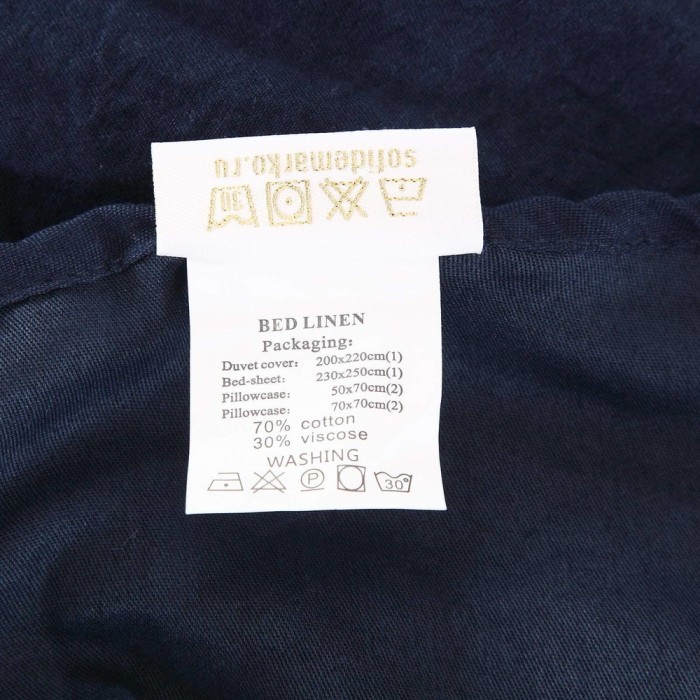 sofidemarko.ru
30
BED LINEN
Packaging:
Duvet cover: 200x220cm(1)
Bed-sheet: 230x250cm(1)
Pillowcase: 50x70cm(2)
Pillowcase: 70x70cm(2)
70% cotton
30% viscose
WASHING
P 30°